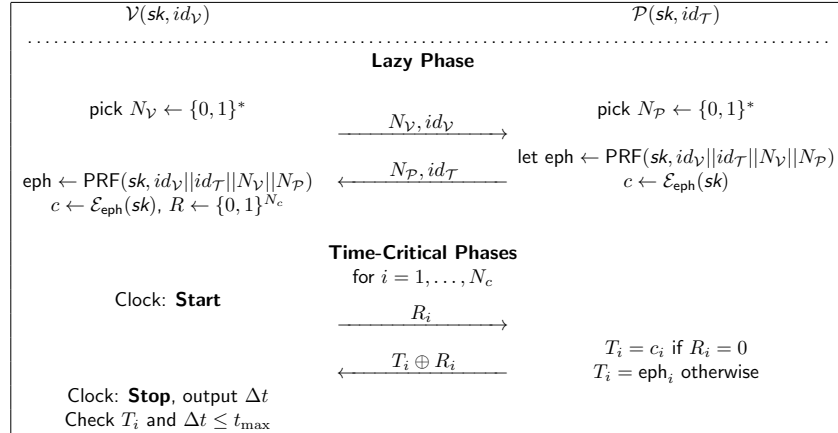 𝒱(sk, id_𝒱) 𝒫(sk, id_𝒯)
Lazy Phase
pick N_𝒱 ← {0, 1}* pick N_𝒫 ← {0, 1}*
N_𝒱, id_𝒱
let eph ← PRF(sk, id_𝒱||id_𝒯||N_𝒱||N_𝒫)
eph ← PRF(sk, id_𝒱||id_𝒯||N_𝒱||N_𝒫) N_𝒫, id_𝒯 c ← ℰ_eph(sk)
c ← ℰ_eph(sk), R ← {0, 1}^{N_c}
Time-Critical Phases
for i = 1, . . . , N_c
Clock: Start
R_i
T_i = c_i if R_i = 0
T_i ⊕ R_i
T_i = eph_i otherwise
Clock: Stop, output Δt
Check T_i and Δt ≤ t_max